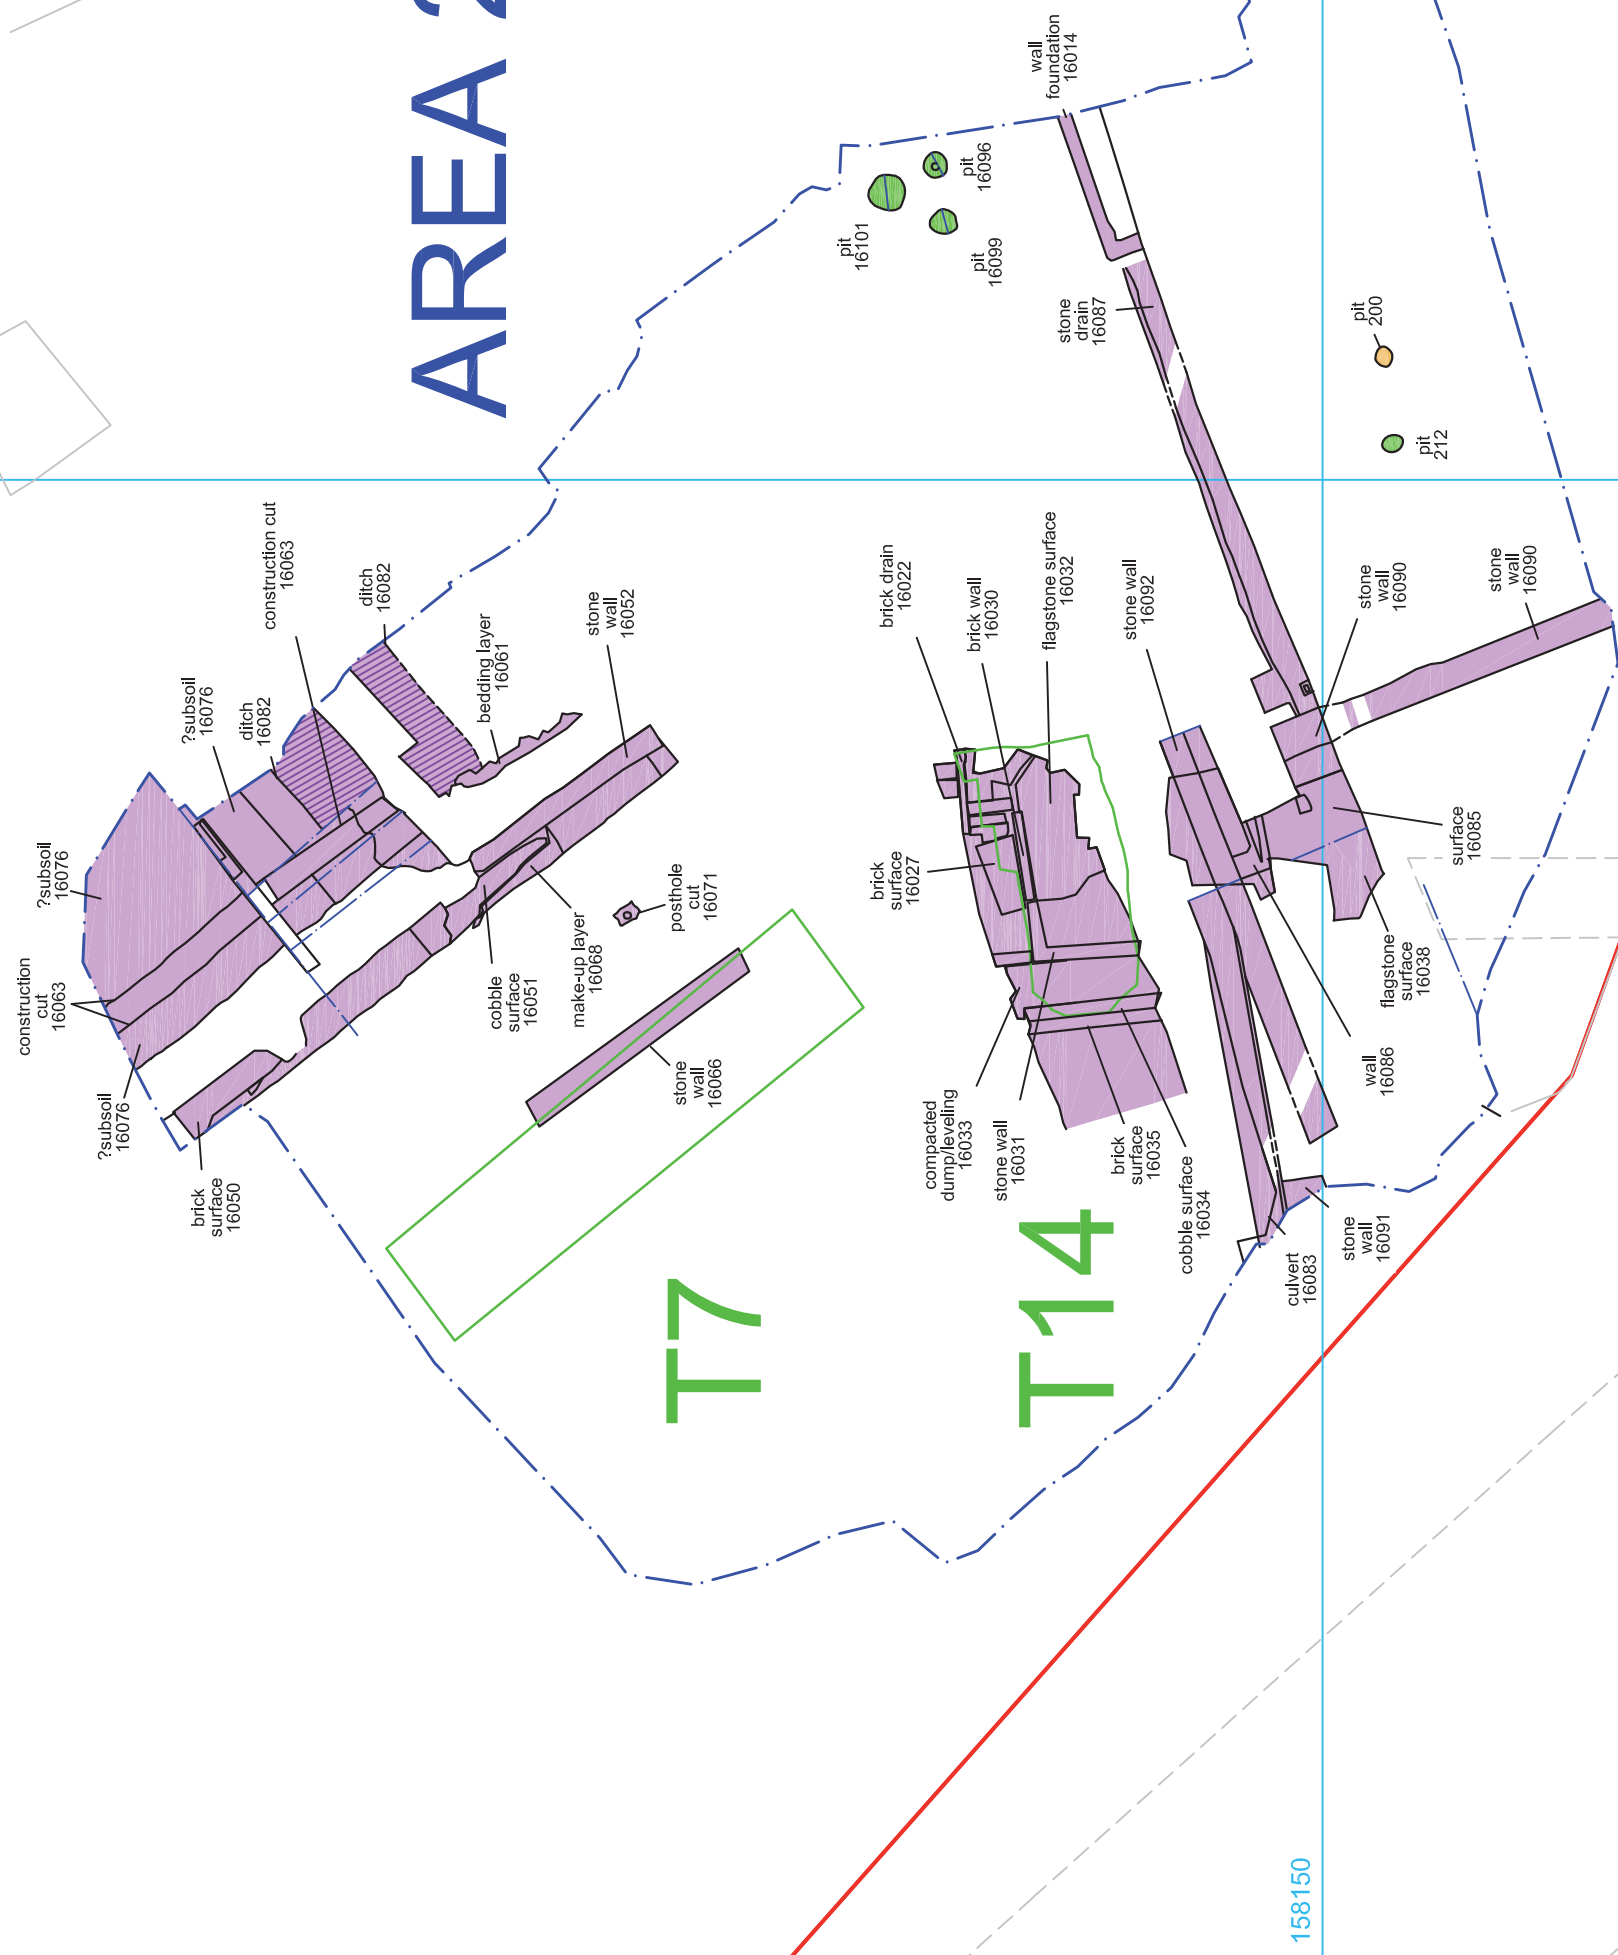 AREA 2
wall
foundation
16014
pit
16096
pit
16101
pit
16099
stone
drain
16087
pit
200
pit
212
construction cut
16063
ditch
16082
bedding layer
16061
stone
wall
16052
?subsoil
16076
ditch
16082
?subsoil
16076
construction
cut
16063
?subsoil
16076
brick
surface
16050
cobble
surface
16051
make-up layer
16068
posthole
cut
16071
stone
wall
16066
brick drain
16022
brick wall
16030
flagstone surface
16032
stone wall
16092
stone
wall
16090
stone
wall
16090
brick
surface
16027
surface
16085
flagstone
surface
16038
wall
16086
compacted
dump/leveling
16033
stone wall
16031
brick
surface
16035
cobble surface
16034
culvert
16083
stone
wall
16091
T7
T14
158150